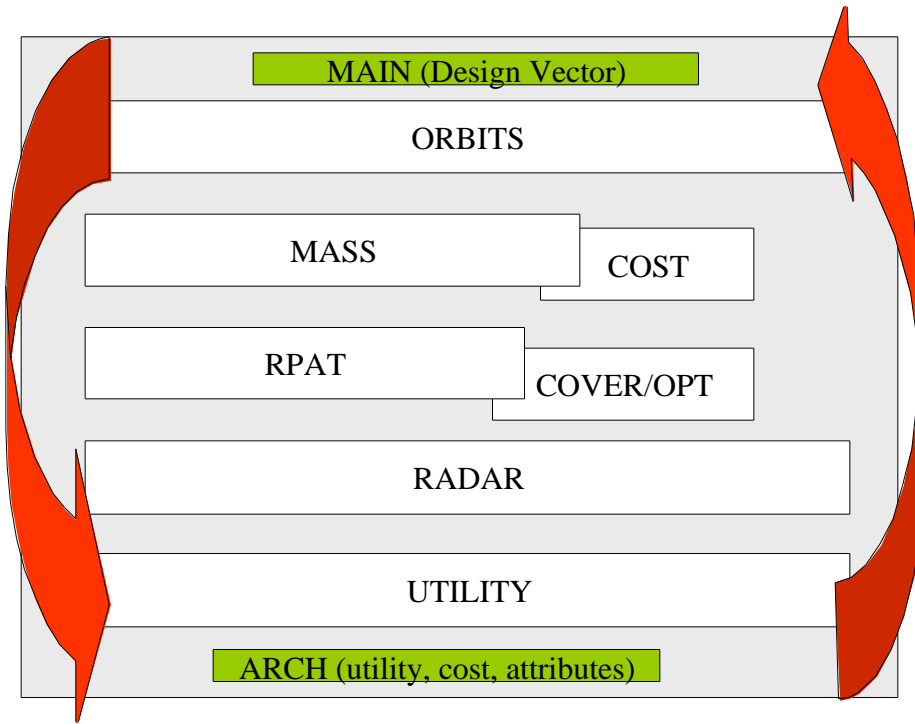 MAIN (Design Vector)
ORBITS
MASS
COST
RPAT
COVER/OPT
RADAR
UTILITY
ARCH (utility, cost, attributes)